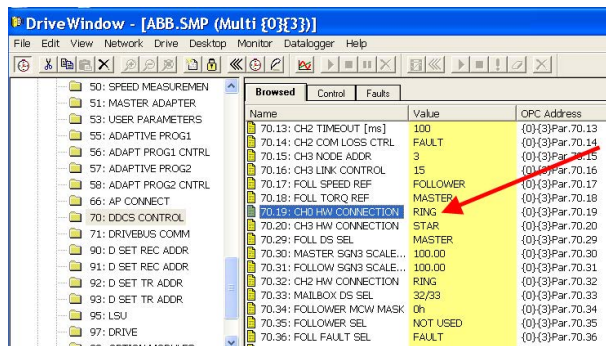 DriveWindow - [ABB.SMP (Multi {0}{3})]
File Edit View Network Drive Desktop Monitor Datalogger Help
50: SPEED MEASUREMEN
51: MASTER ADAPTER
53: USER PARAMETERS
55: ADAPTIVE PROG1
56: ADAPT PROG1 CNTRL
57: ADAPTIVE PROG2
58: ADAPT PROG2 CNTRL
66: AP CONNECT
70: DDCS CONTROL
71: DRIVEBUS COMM
90: D SET REC ADDR
91: D SET REC ADDR
92: D SET TR ADDR
93: D SET TR ADDR
95: LSU
97: DRIVE
Browsed Control Faults
Name Value OPC Address
70.13: CH2 TIMEOUT [ms] 100 {0}{3}Par.70.13
70.14: CH2 COM LOSS CTRL FAULT {0}{3}Par.70.14
70.15: CH3 NODE ADDR 3 {0}{3}Par.70.15
70.16: CH3 LINK CONTROL 15 {0}{3}Par.70.16
70.17: FOLL SPEED REF FOLLOWER {0}{3}Par.70.17
70.18: FOLL TORQ REF MASTER {0}{3}Par.70.18
70.19: CH0 HW CONNECTION RING {0}{3}Par.70.19
70.20: CH3 HW CONNECTION STAR {0}{3}Par.70.20
70.29: FOLL DS SEL MASTER {0}{3}Par.70.29
70.30: MASTER SGN3 SCALE... 100.00 {0}{3}Par.70.30
70.31: FOLLOW SGN3 SCALE... 100.00 {0}{3}Par.70.31
70.32: CH2 HW CONNECTION RING {0}{3}Par.70.32
70.33: MAILBOX DS SEL 32/33 {0}{3}Par.70.33
70.34: FOLLOWER MCW MASK 0h {0}{3}Par.70.34
70.35: FOLLOWER SEL NOT USED {0}{3}Par.70.35
70.36: FOLL FAULT SEL FAULT {0}{3}Par.70.36